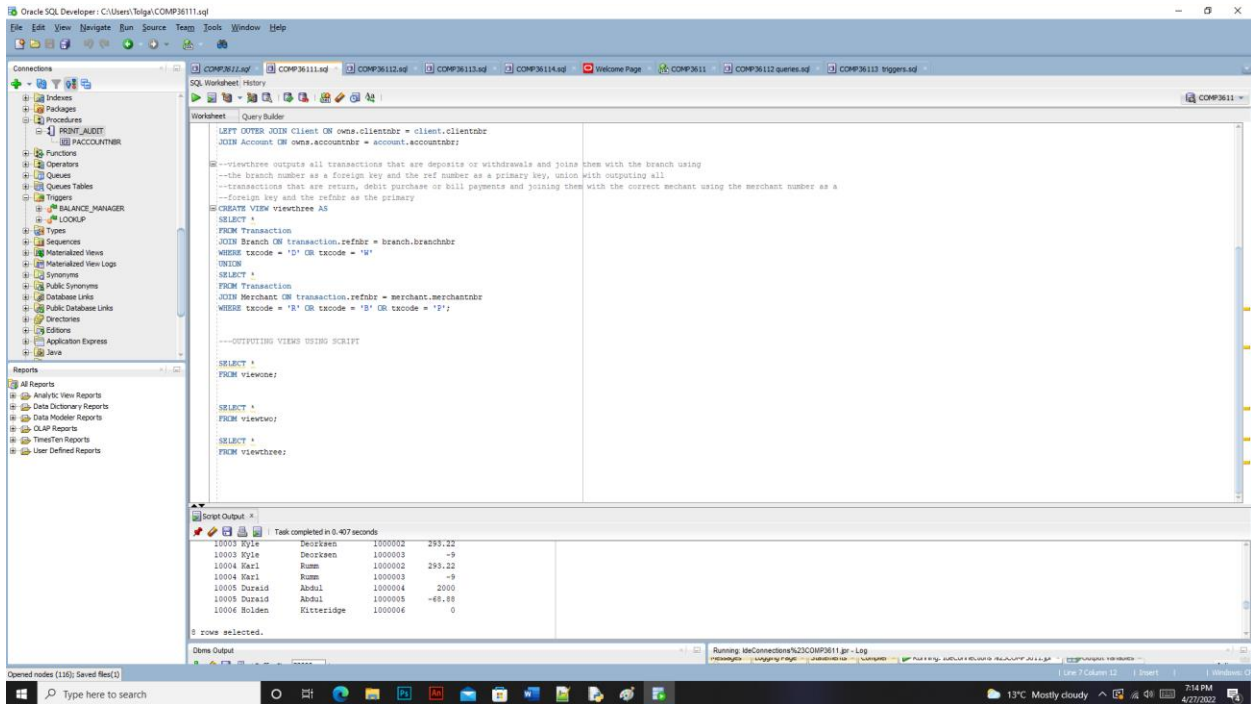 Oracle SQL Developer : C:\Users\Tolga\COMP36111.sql
File Edit View Navigate Run Source Team Tools Window Help
Connections
Indexes
Packages
Procedures
PRINT_AUDIT
PACCOUNTNBR
Functions
Operators
Queues
Queues Tables
Triggers
BALANCE_MANAGER
LOOKUP
Types
Sequences
Materialized Views
Materialized View Logs
Synonyms
Public Synonyms
Database Links
Public Database Links
Directories
Editions
Application Express
Java
Reports
All Reports
Analytic View Reports
Data Dictionary Reports
Data Modeler Reports
OLAP Reports
TimesTen Reports
User Defined Reports
COMP3611.sql COMP36111.sql COMP36112.sql COMP36113.sql COMP36114.sql Welcome Page COMP3611 COMP36112 queries.sql COMP36113 triggers.sql
SQL Worksheet History
COMP3611
Worksheet Query Builder
LEFT OUTER JOIN Client ON owns.clientnbr = client.clientnbr
JOIN Account ON owns.accountnbr = account.accountnbr;
--viewthree outputs all transactions that are deposits or withdrawals and joins them with the branch using
--the branch number as a foreign key and the ref number as a primary key, union with outputing all
--transactions that are return, debit purchase or bill payments and joining them with the correct mechant using the merchant number as a
--foreign key and the refnbr as the primary
CREATE VIEW viewthree AS
SELECT *
FROM Transaction
JOIN Branch ON transaction.refnbr = branch.branchnbr
WHERE txcode = 'D' OR txcode = 'W'
UNION
SELECT *
FROM Transaction
JOIN Merchant ON transaction.refnbr = merchant.merchantnbr
WHERE txcode = 'R' OR txcode = 'B' OR txcode = 'P';
---OUTPUTING VIEWS USING SCRIPT
SELECT *
FROM viewone;
SELECT *
FROM viewtwo;
SELECT *
FROM viewthree;
Script Output
Task completed in 0.407 seconds
10003 Kyle Deorksen 1000002 293.22
10003 Kyle Deorksen 1000003 -9
10004 Karl Rumm 1000002 293.22
10004 Karl Rumm 1000003 -9
10005 Duraid Abdul 1000004 2000
10005 Duraid Abdul 1000005 -68.88
10006 Holden Kitteridge 1000006 0
8 rows selected.
Dbms Output
Running: IdeConnections%23COMP3611.jpr - Log
Opened nodes (116); Saved files(1)
Line 7 Column 12 Insert
Type here to search
13°C Mostly cloudy
7:14 PM
4/27/2022